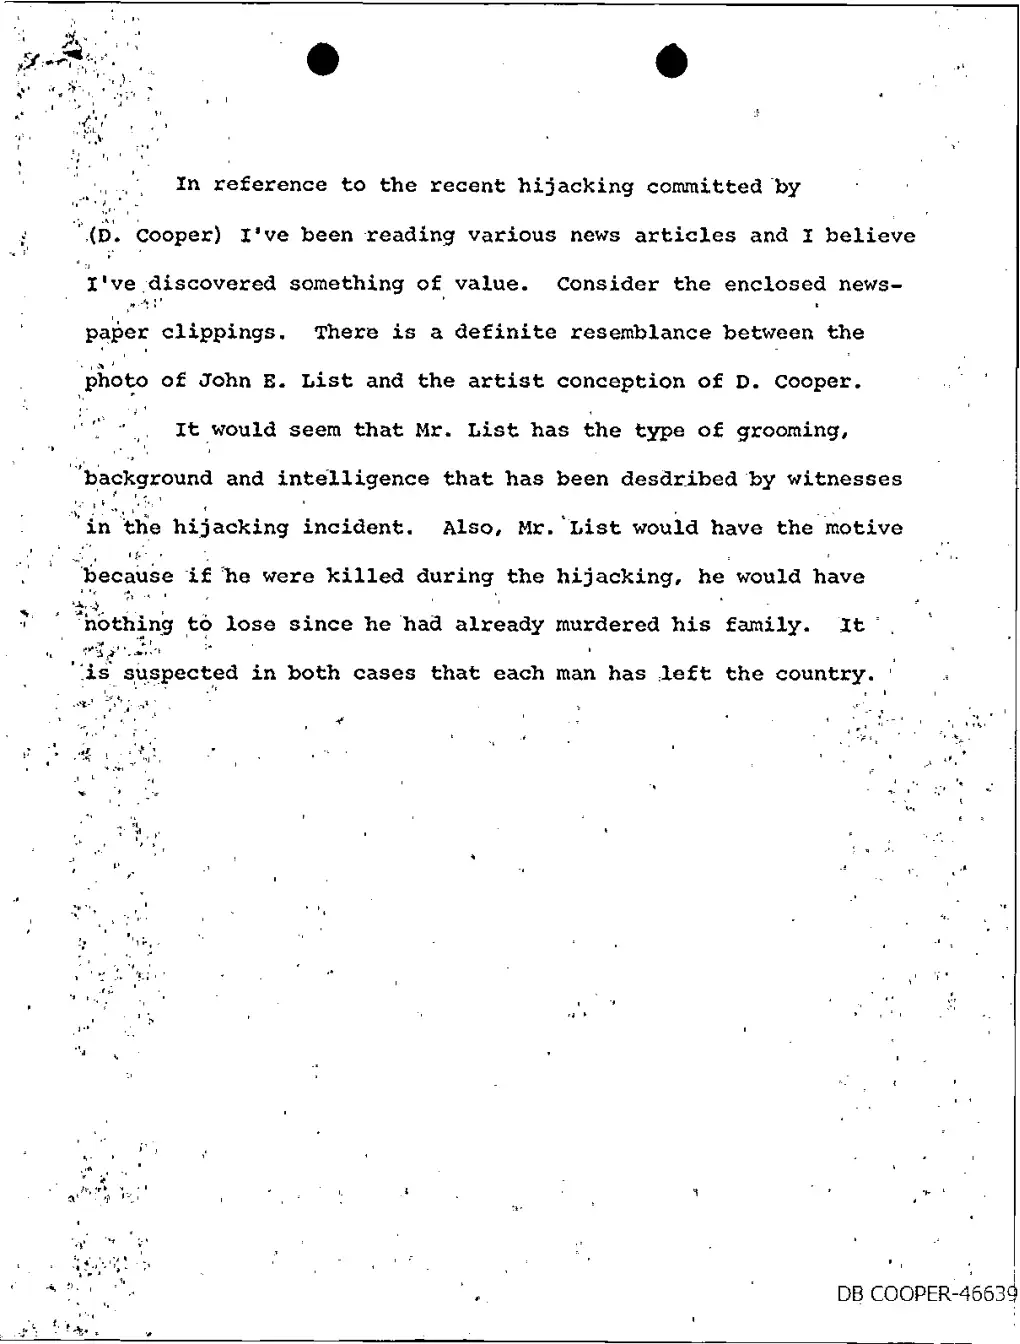 In reference to the recent hijacking committed by
(D. Cooper) I've been reading various news articles and I believe
I've discovered something of value. Consider the enclosed news-
paper clippings. There is a definite resemblance between the
photo of John E. List and the artist conception of D. Cooper.
It would seem that Mr. List has the type of grooming,
background and intelligence that has been desdribed by witnesses
in the hijacking incident. Also, Mr. List would have the motive
because if he were killed during the hijacking, he would have
nothing to lose since he had already murdered his family. It
is suspected in both cases that each man has left the country.
DB COOPER-46639